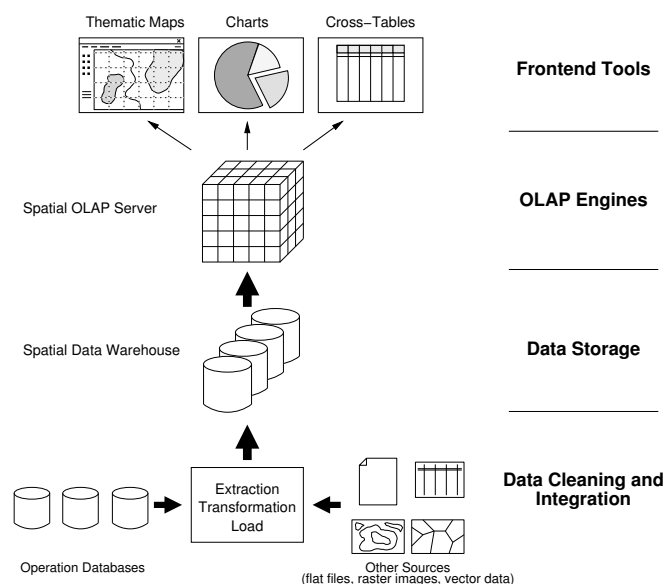 Thematic Maps
Charts
Cross−Tables
Frontend Tools
Spatial OLAP Server
OLAP Engines
Spatial Data Warehouse
Data Storage
Extraction
Transformation
Load
Data Cleaning and
Integration
Operation Databases
Other Sources
(flat files, raster images, vector data)